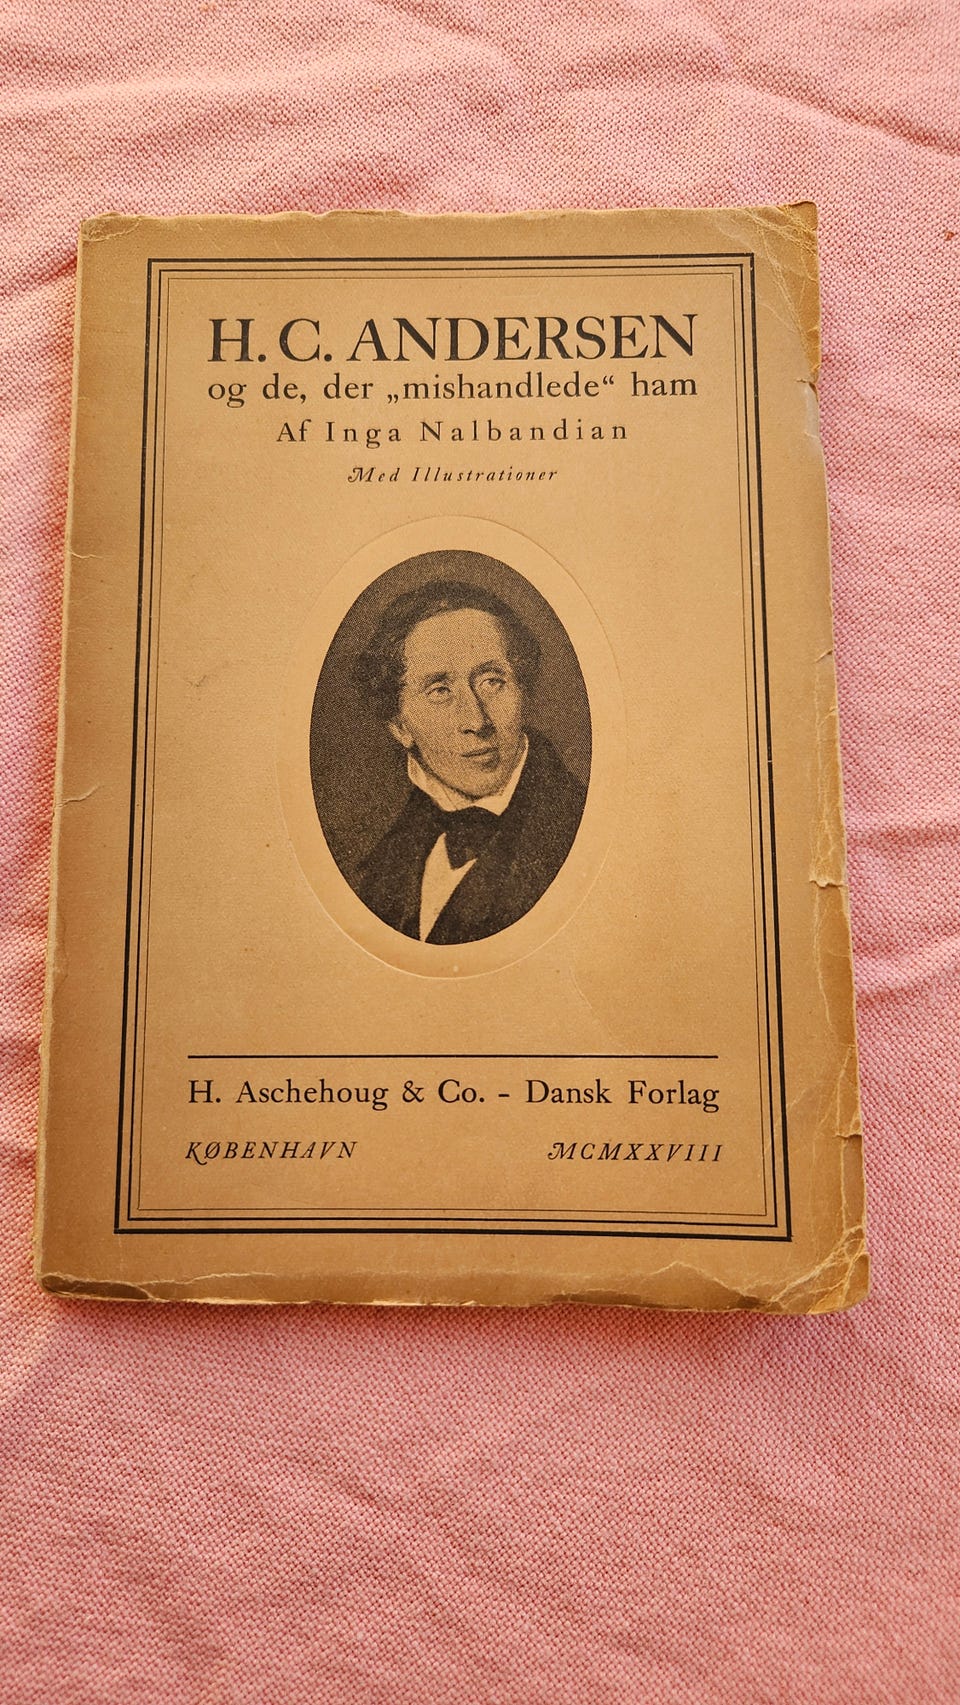 H. C. ANDERSEN
og de, der „mishandlede“ ham
Af Inga Nalbandian
Med Illustrationer
H. Aschehoug & Co. - Dansk Forlag
KØBENHAVN MCMXXVIII